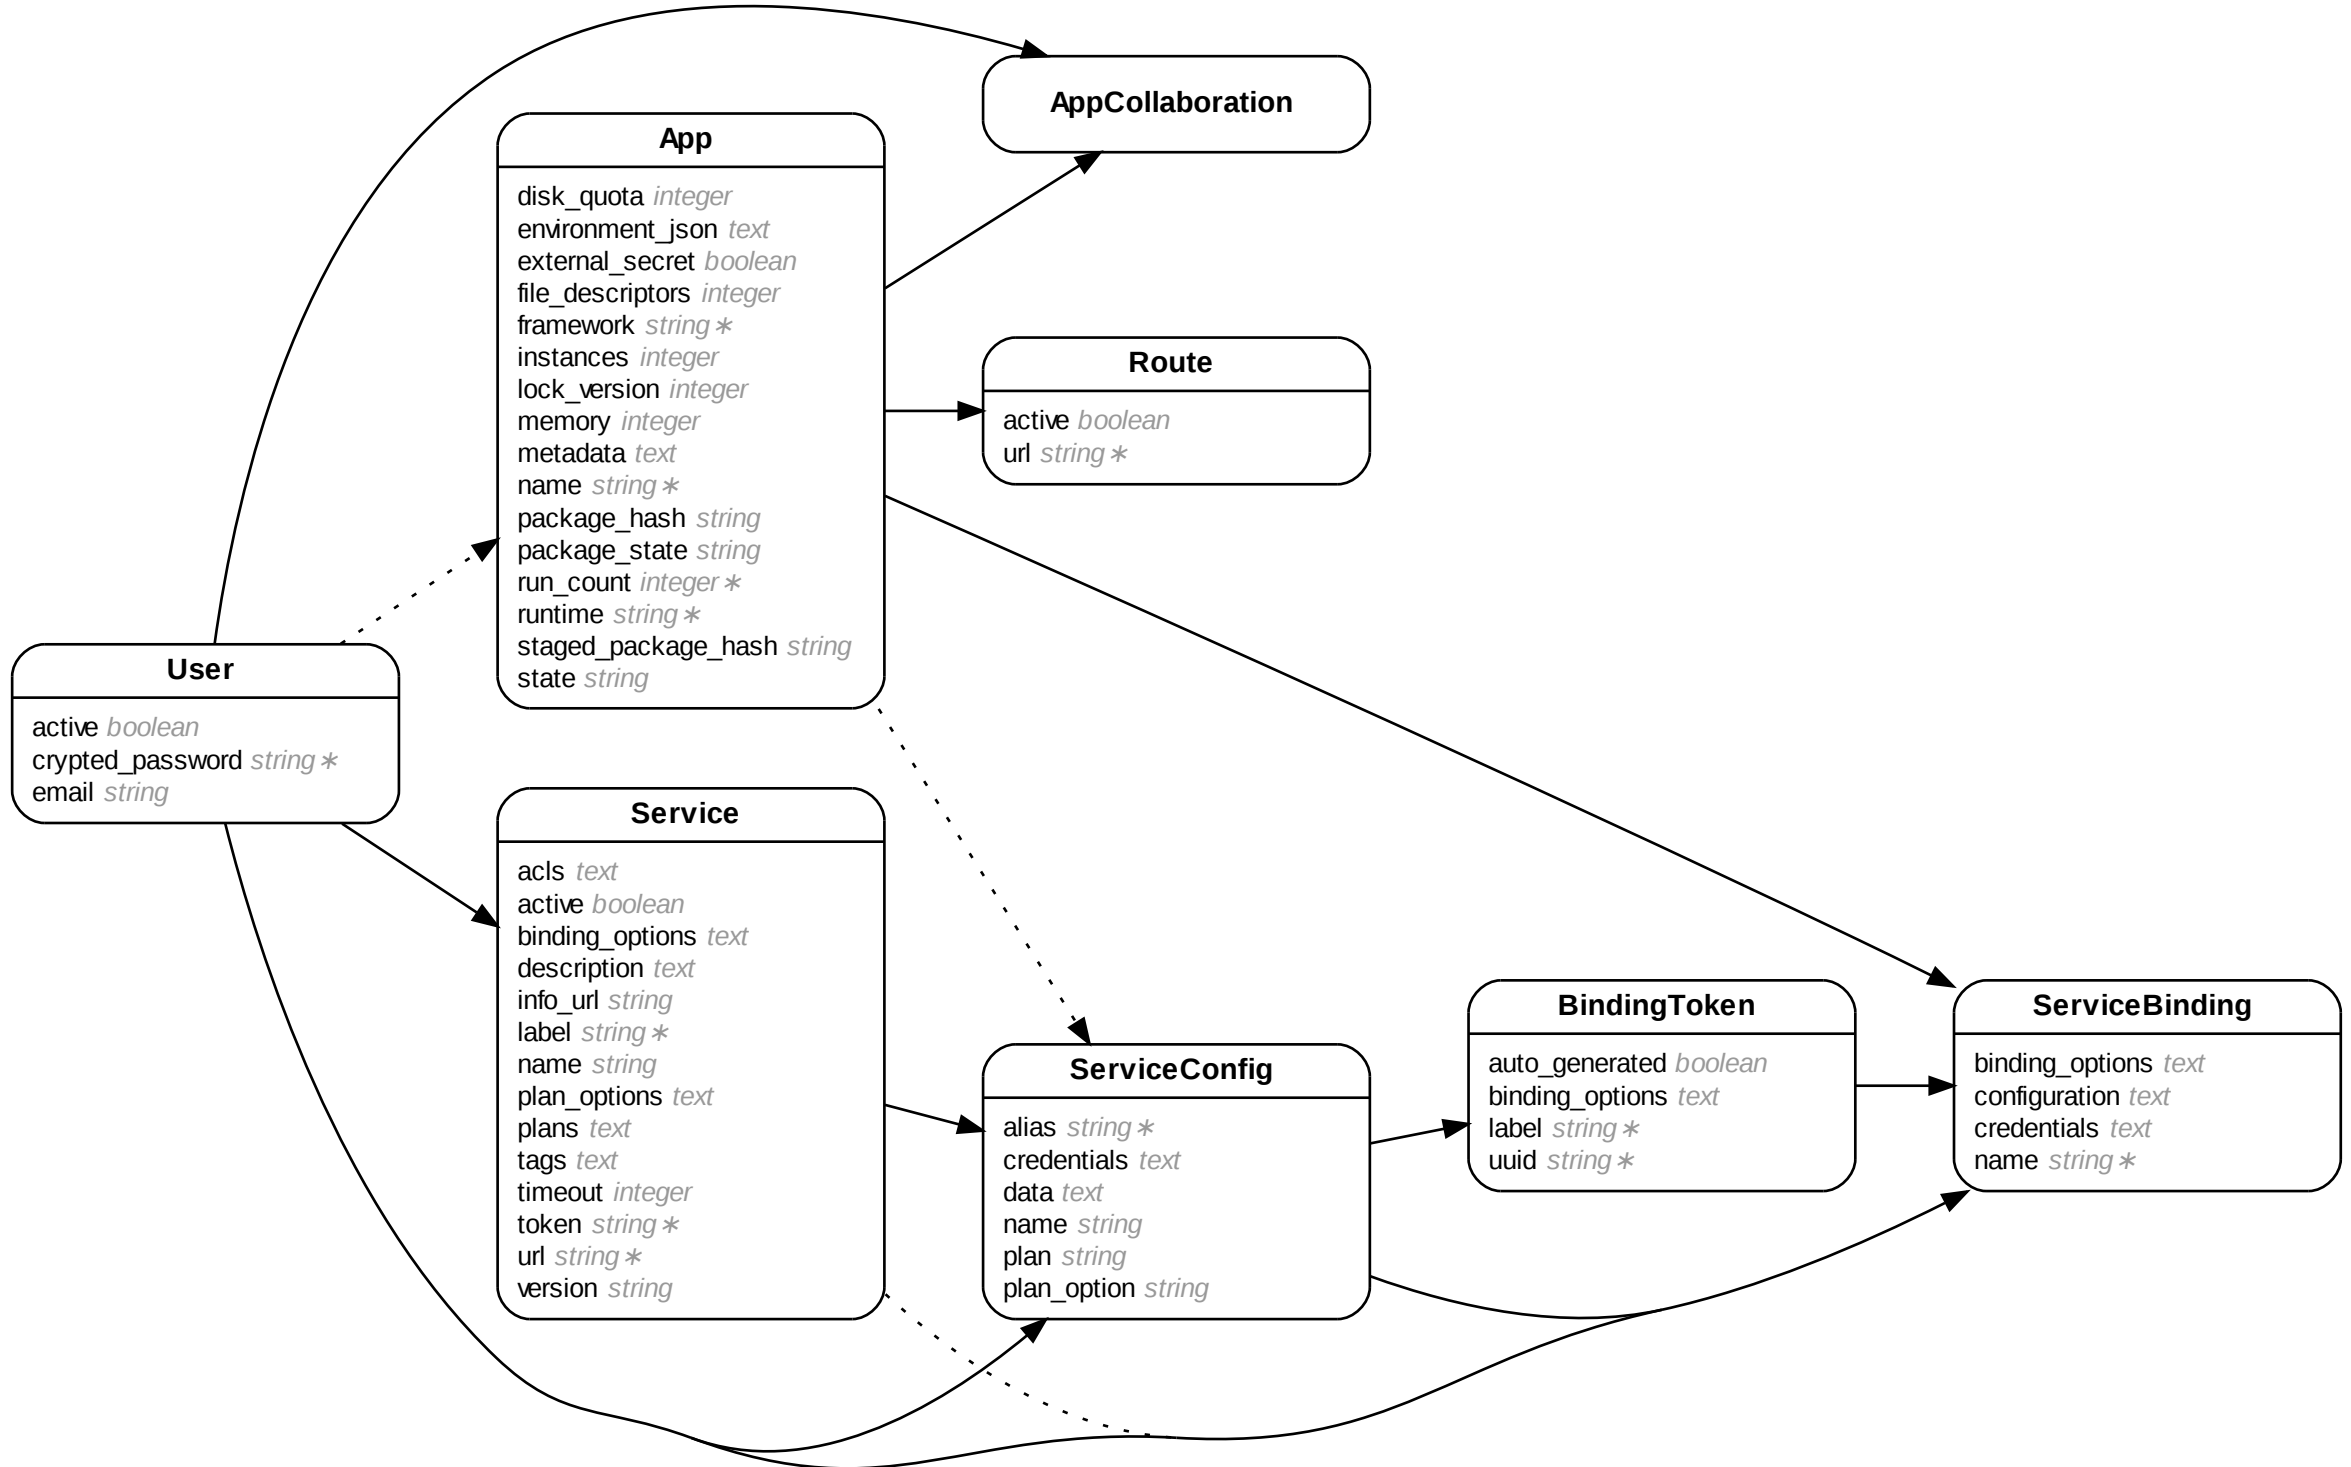 AppCollaboration
App
disk_quota integer
environment_json text
external_secret boolean
file_descriptors integer
framework string∗
instances integer
lock_version integer
memory integer
metadata text
name string∗
package_hash string
package_state string
run_count integer∗
runtime string∗
staged_package_hash string
state string
Route
active boolean
url string∗
User
active boolean
crypted_password string∗
email string
Service
acls text
active boolean
binding_options text
description text
info_url string
label string∗
name string
plan_options text
plans text
tags text
timeout integer
token string∗
url string∗
version string
ServiceConfig
alias string∗
credentials text
data text
name string
plan string
plan_option string
BindingToken
auto_generated boolean
binding_options text
label string∗
uuid string∗
ServiceBinding
binding_options text
configuration text
credentials text
name string∗